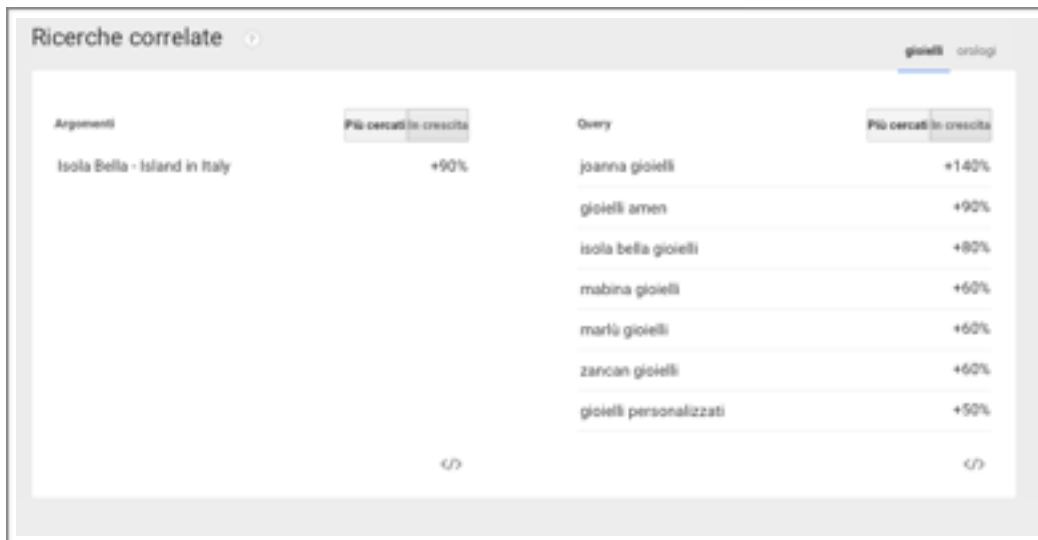 Ricerche correlate ?
gioielli orologi
Argomenti Più cercati In crescita
Isola Bella - Island in Italy +90%
Query Più cercati In crescita
joanna gioielli +140%
gioielli amen +90%
isola bella gioielli +80%
mabina gioielli +60%
marlù gioielli +60%
zancan gioielli +60%
gioielli personalizzati +50%
</> </>